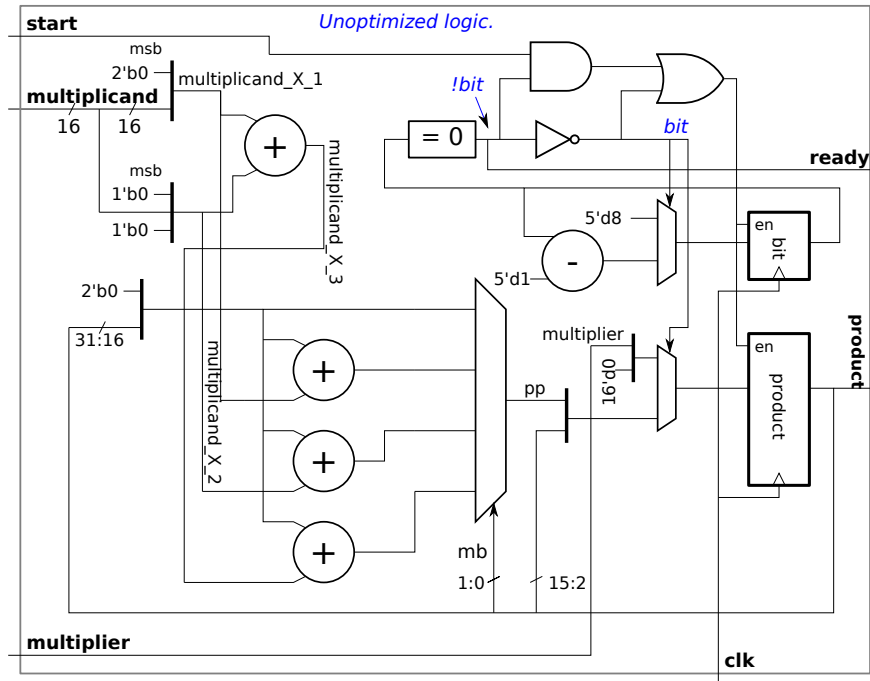 start
Unoptimized logic.
msb
2'b0
multiplicand_X_1
multiplicand
16
16
!bit
= 0
bit
ready
+
multiplicand_X_3
msb
1'b0
1'b0
5'd8
en
bit
-
5'd1
2'b0
31:16
multiplicand_X_2
multiplier
16'd0
en
product
product
+
pp
+
+
mb
1:0
15:2
multiplier
clk